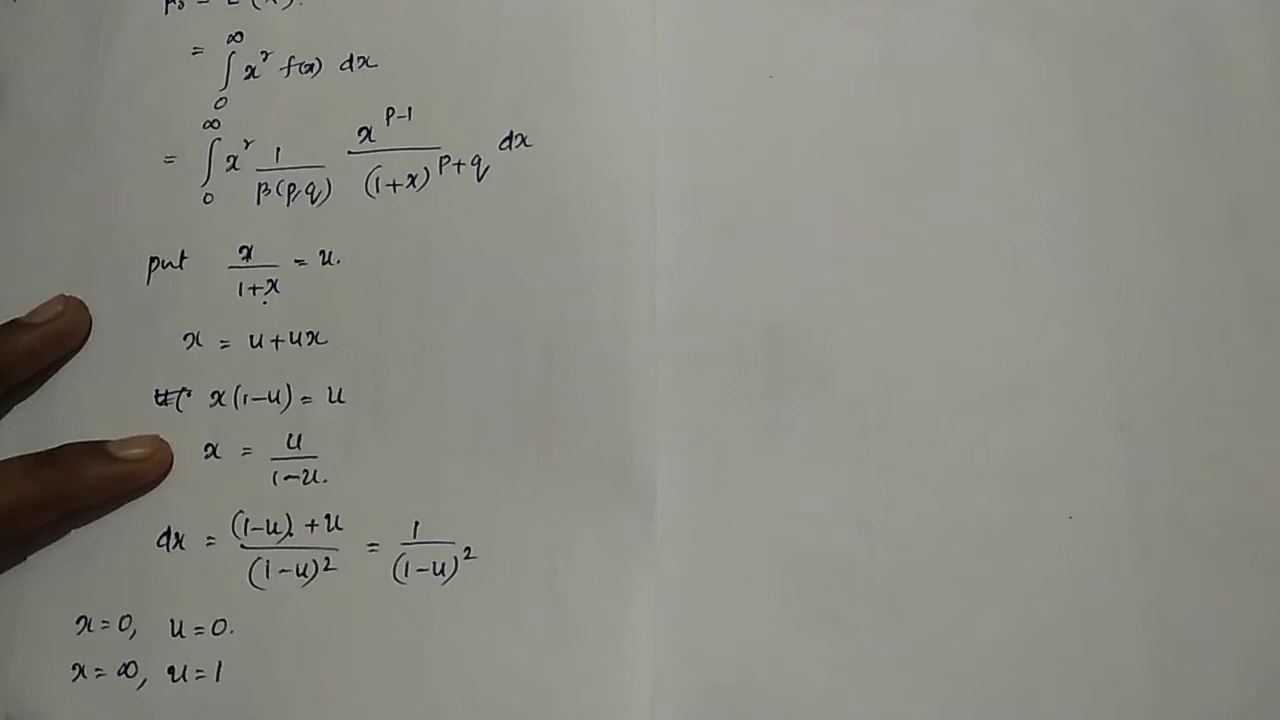 = ∫₀^∞ x^r f(x) dx
= ∫₀^∞ x^r 1/β(p,q) x^(p-1)/(1+x)^(p+q) dx
put x/(1+x) = u.
x = u+ux
x(1-u) = u
x = u/(1-u).
dx = ((1-u).+u)/(1-u)² = 1/(1-u)²
x=0, u=0.
x=∞, u=1